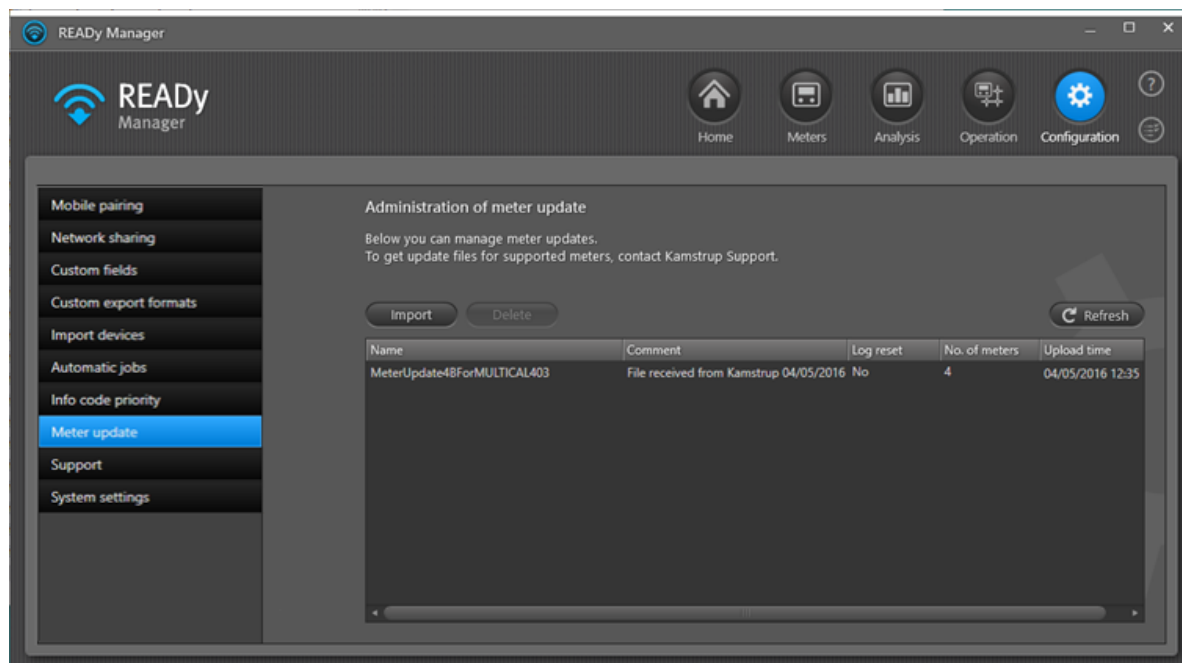 READy Manager
READy
Manager
Home
Meters
Analysis
Operation
Configuration
?
Mobile pairing
Network sharing
Custom fields
Custom export formats
Import devices
Automatic jobs
Info code priority
Meter update
Support
System settings
Administration of meter update
Below you can manage meter updates.
To get update files for supported meters, contact Kamstrup Support.
Import Delete Refresh
Name Comment Log reset No. of meters Upload time
MeterUpdate4BForMULTICAL403 File received from Kamstrup 04/05/2016 No 4 04/05/2016 12:35